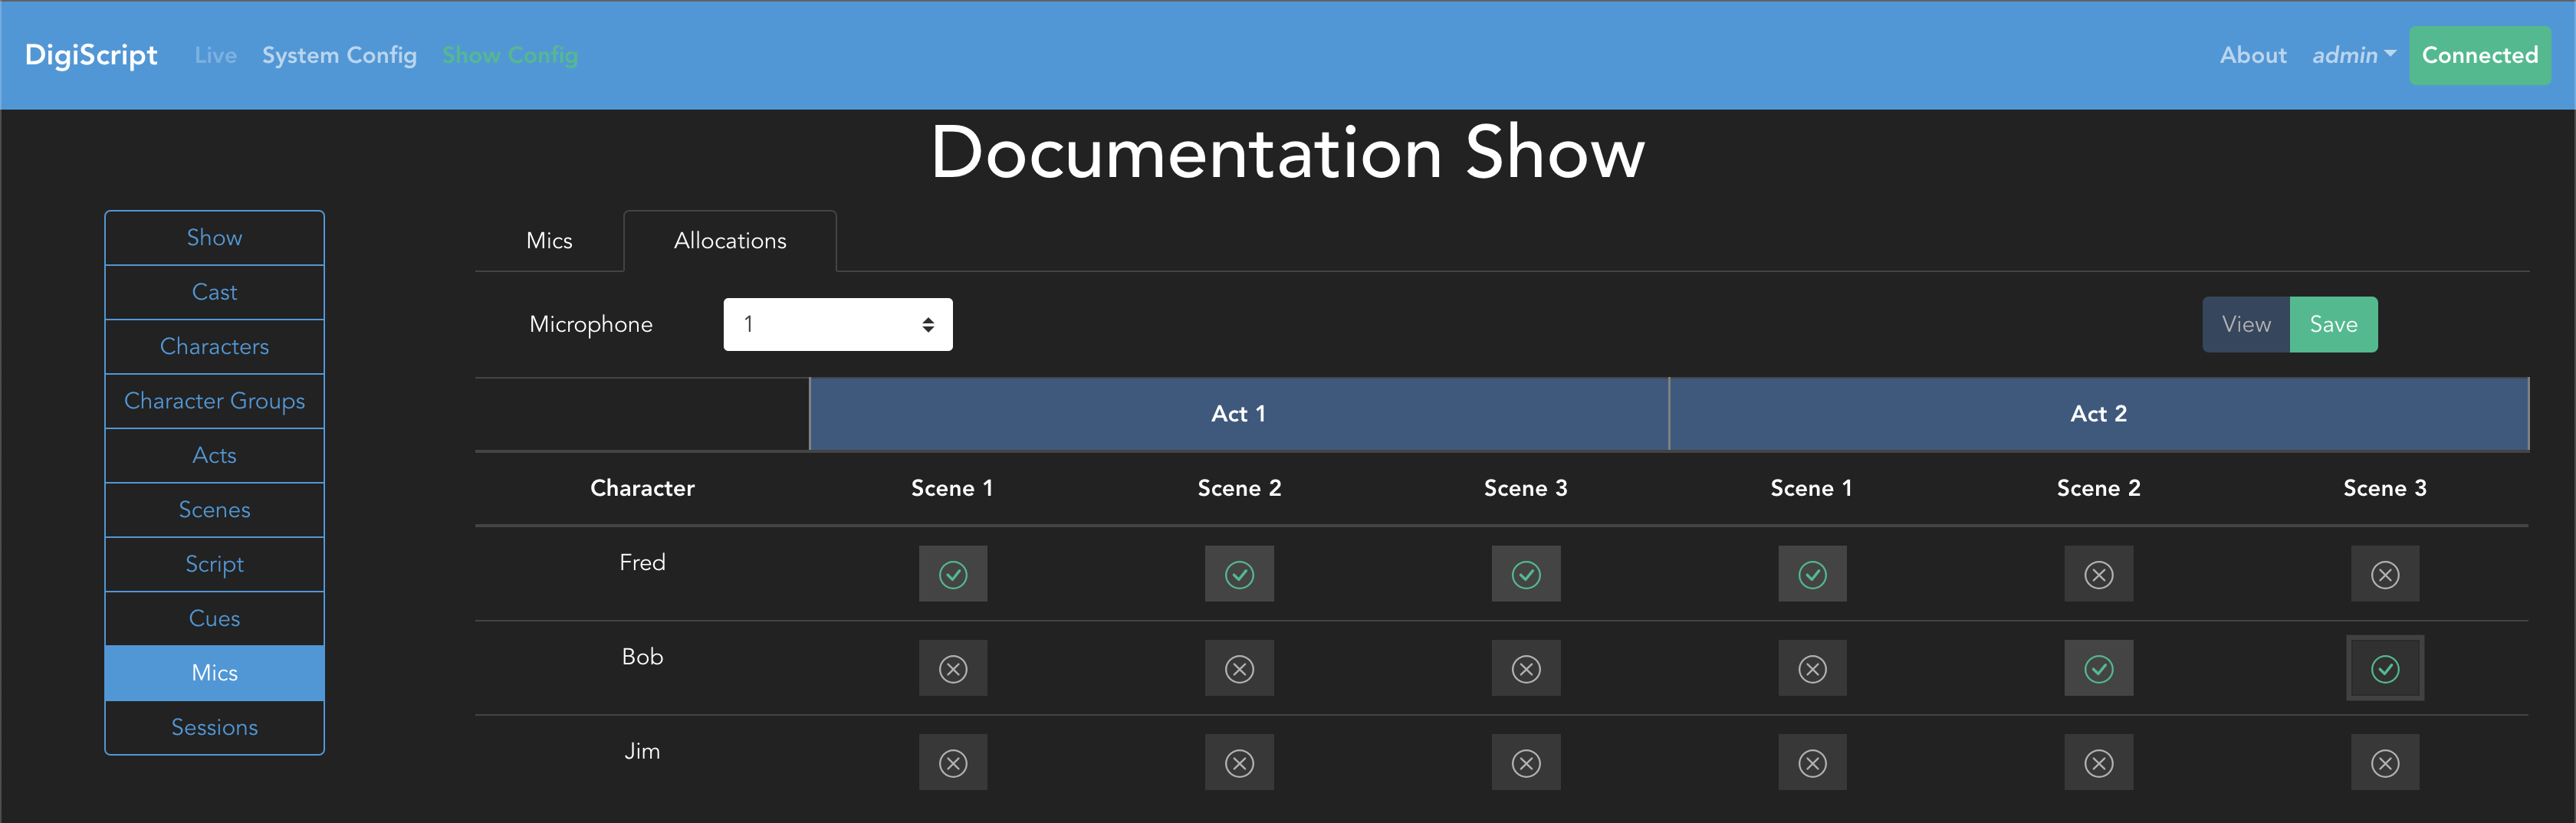 DigiScript Live System Config Show Config About admin Connected
Documentation Show
Show
Cast
Characters
Character Groups
Acts
Scenes
Script
Cues
Mics
Sessions
Mics Allocations
Microphone 1 View Save
Act 1 Act 2
Character Scene 1 Scene 2 Scene 3 Scene 1 Scene 2 Scene 3
Fred
Bob
Jim